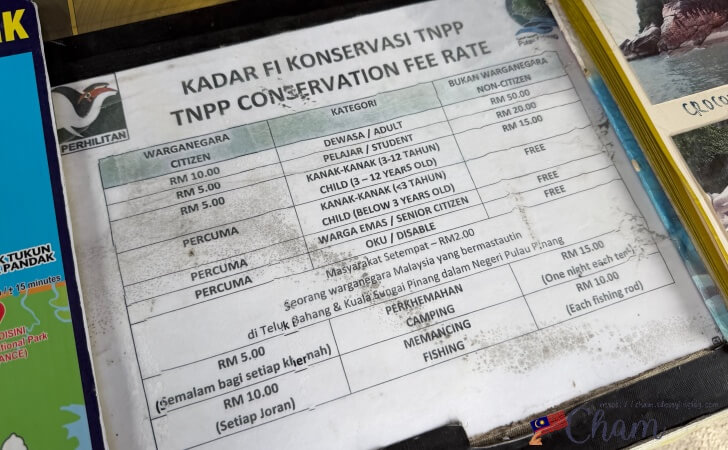 KADAR FI KONSERVASI TNPP
TNPP CONSERVATION FEE RATE
PERHILITAN
WARGANEGARA
CITIZEN
KATEGORI
BUKAN WARGANEGARA
NON-CITIZEN
RM 10.00
DEWASA / ADULT
RM 50.00
RM 5.00
PELAJAR / STUDENT
RM 20.00
RM 5.00
KANAK-KANAK (3-12 TAHUN)
CHILD (3 – 12 YEARS OLD)
RM 15.00
PERCUMA
KANAK-KANAK (<3 TAHUN)
CHILD (BELOW 3 YEARS OLD)
FREE
PERCUMA
WARGA EMAS / SENIOR CITIZEN
FREE
PERCUMA
OKU / DISABLE
FREE
Masyarakat Setempat – RM2.00
Seorang warganegara Malaysia yang bermastautin
di Teluk Bahang & Kuala Sungai Pinang dalam Negeri Pulau Pinang
RM 5.00
(Semalam bagi setiap khemah)
PERKHEMAHAN
CAMPING
RM 15.00
(One night each tent)
RM 10.00
(Setiap Joran)
MEMANCING
FISHING
RM 10.00
(Each fishing rod)
K TUKUN
PANDAK
± 15 minutes
Cham